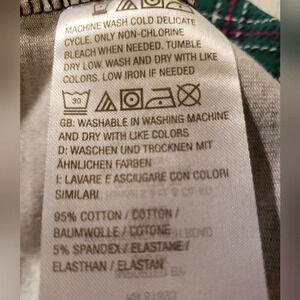 MACHINE WASH COLD DELICATE
CYCLE. ONLY NON-CHLORINE
BLEACH WHEN NEEDED. TUMBLE
DRY LOW. WASH AND DRY WITH LIKE
COLORS. LOW IRON IF NEEDED
30
GB: WASHABLE IN WASHING MACHINE
AND DRY WITH LIKE COLORS
D: WASCHEN UND TROCKNEN MIT
ÄHNLICHEN FARBEN
I: LAVARE E ASCIUGARE CON COLORI
SIMILARI
95% COTTON / COTTON /
BAUMWOLLE / COTONE
5% SPANDEX / ELASTANE /
ELASTHAN / ELASTAN